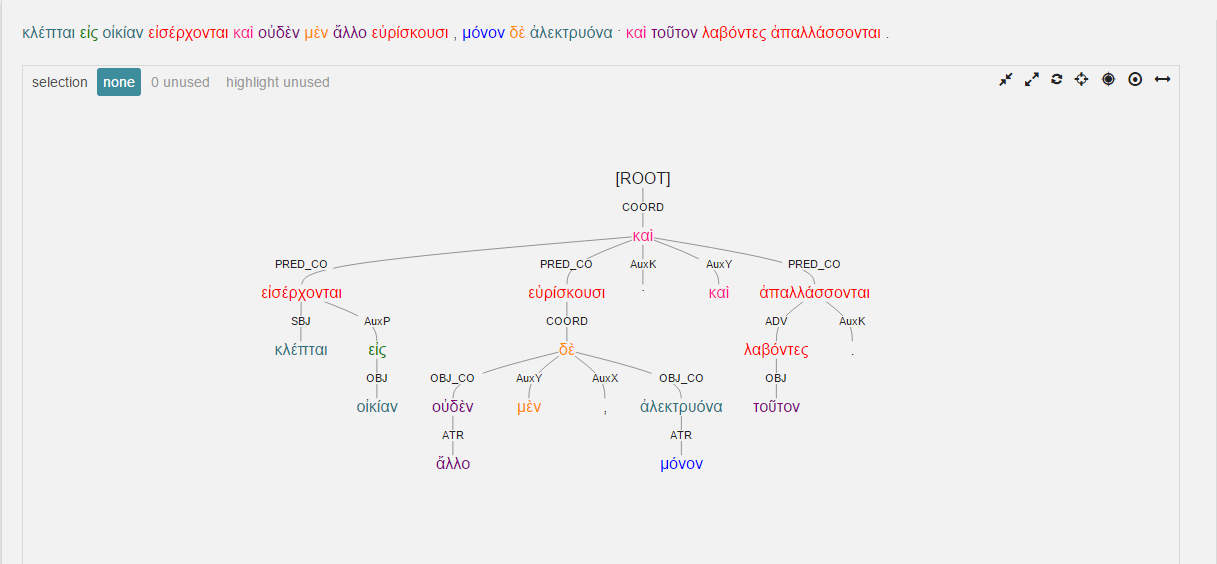 κλέπται εἰς οἰκίαν εἰσέρχονται καὶ οὐδὲν μὲν ἄλλο εὑρίσκουσι , μόνον δὲ ἀλεκτρυόνα · καὶ τοῦτον λαβόντες ἀπαλλάσσονται .
selection none 0 unused highlight unused
[ROOT]
COORD
καὶ
PRED_CO PRED_CO AuxK AuxY PRED_CO
εἰσέρχονται εὑρίσκουσι · καὶ ἀπαλλάσσονται
SBJ AuxP COORD ADV AuxK
κλέπται εἰς δὲ λαβόντες .
OBJ OBJ_CO AuxY AuxX OBJ_CO OBJ
οἰκίαν οὐδὲν μὲν , ἀλεκτρυόνα τοῦτον
ATR ATR
ἄλλο μόνον